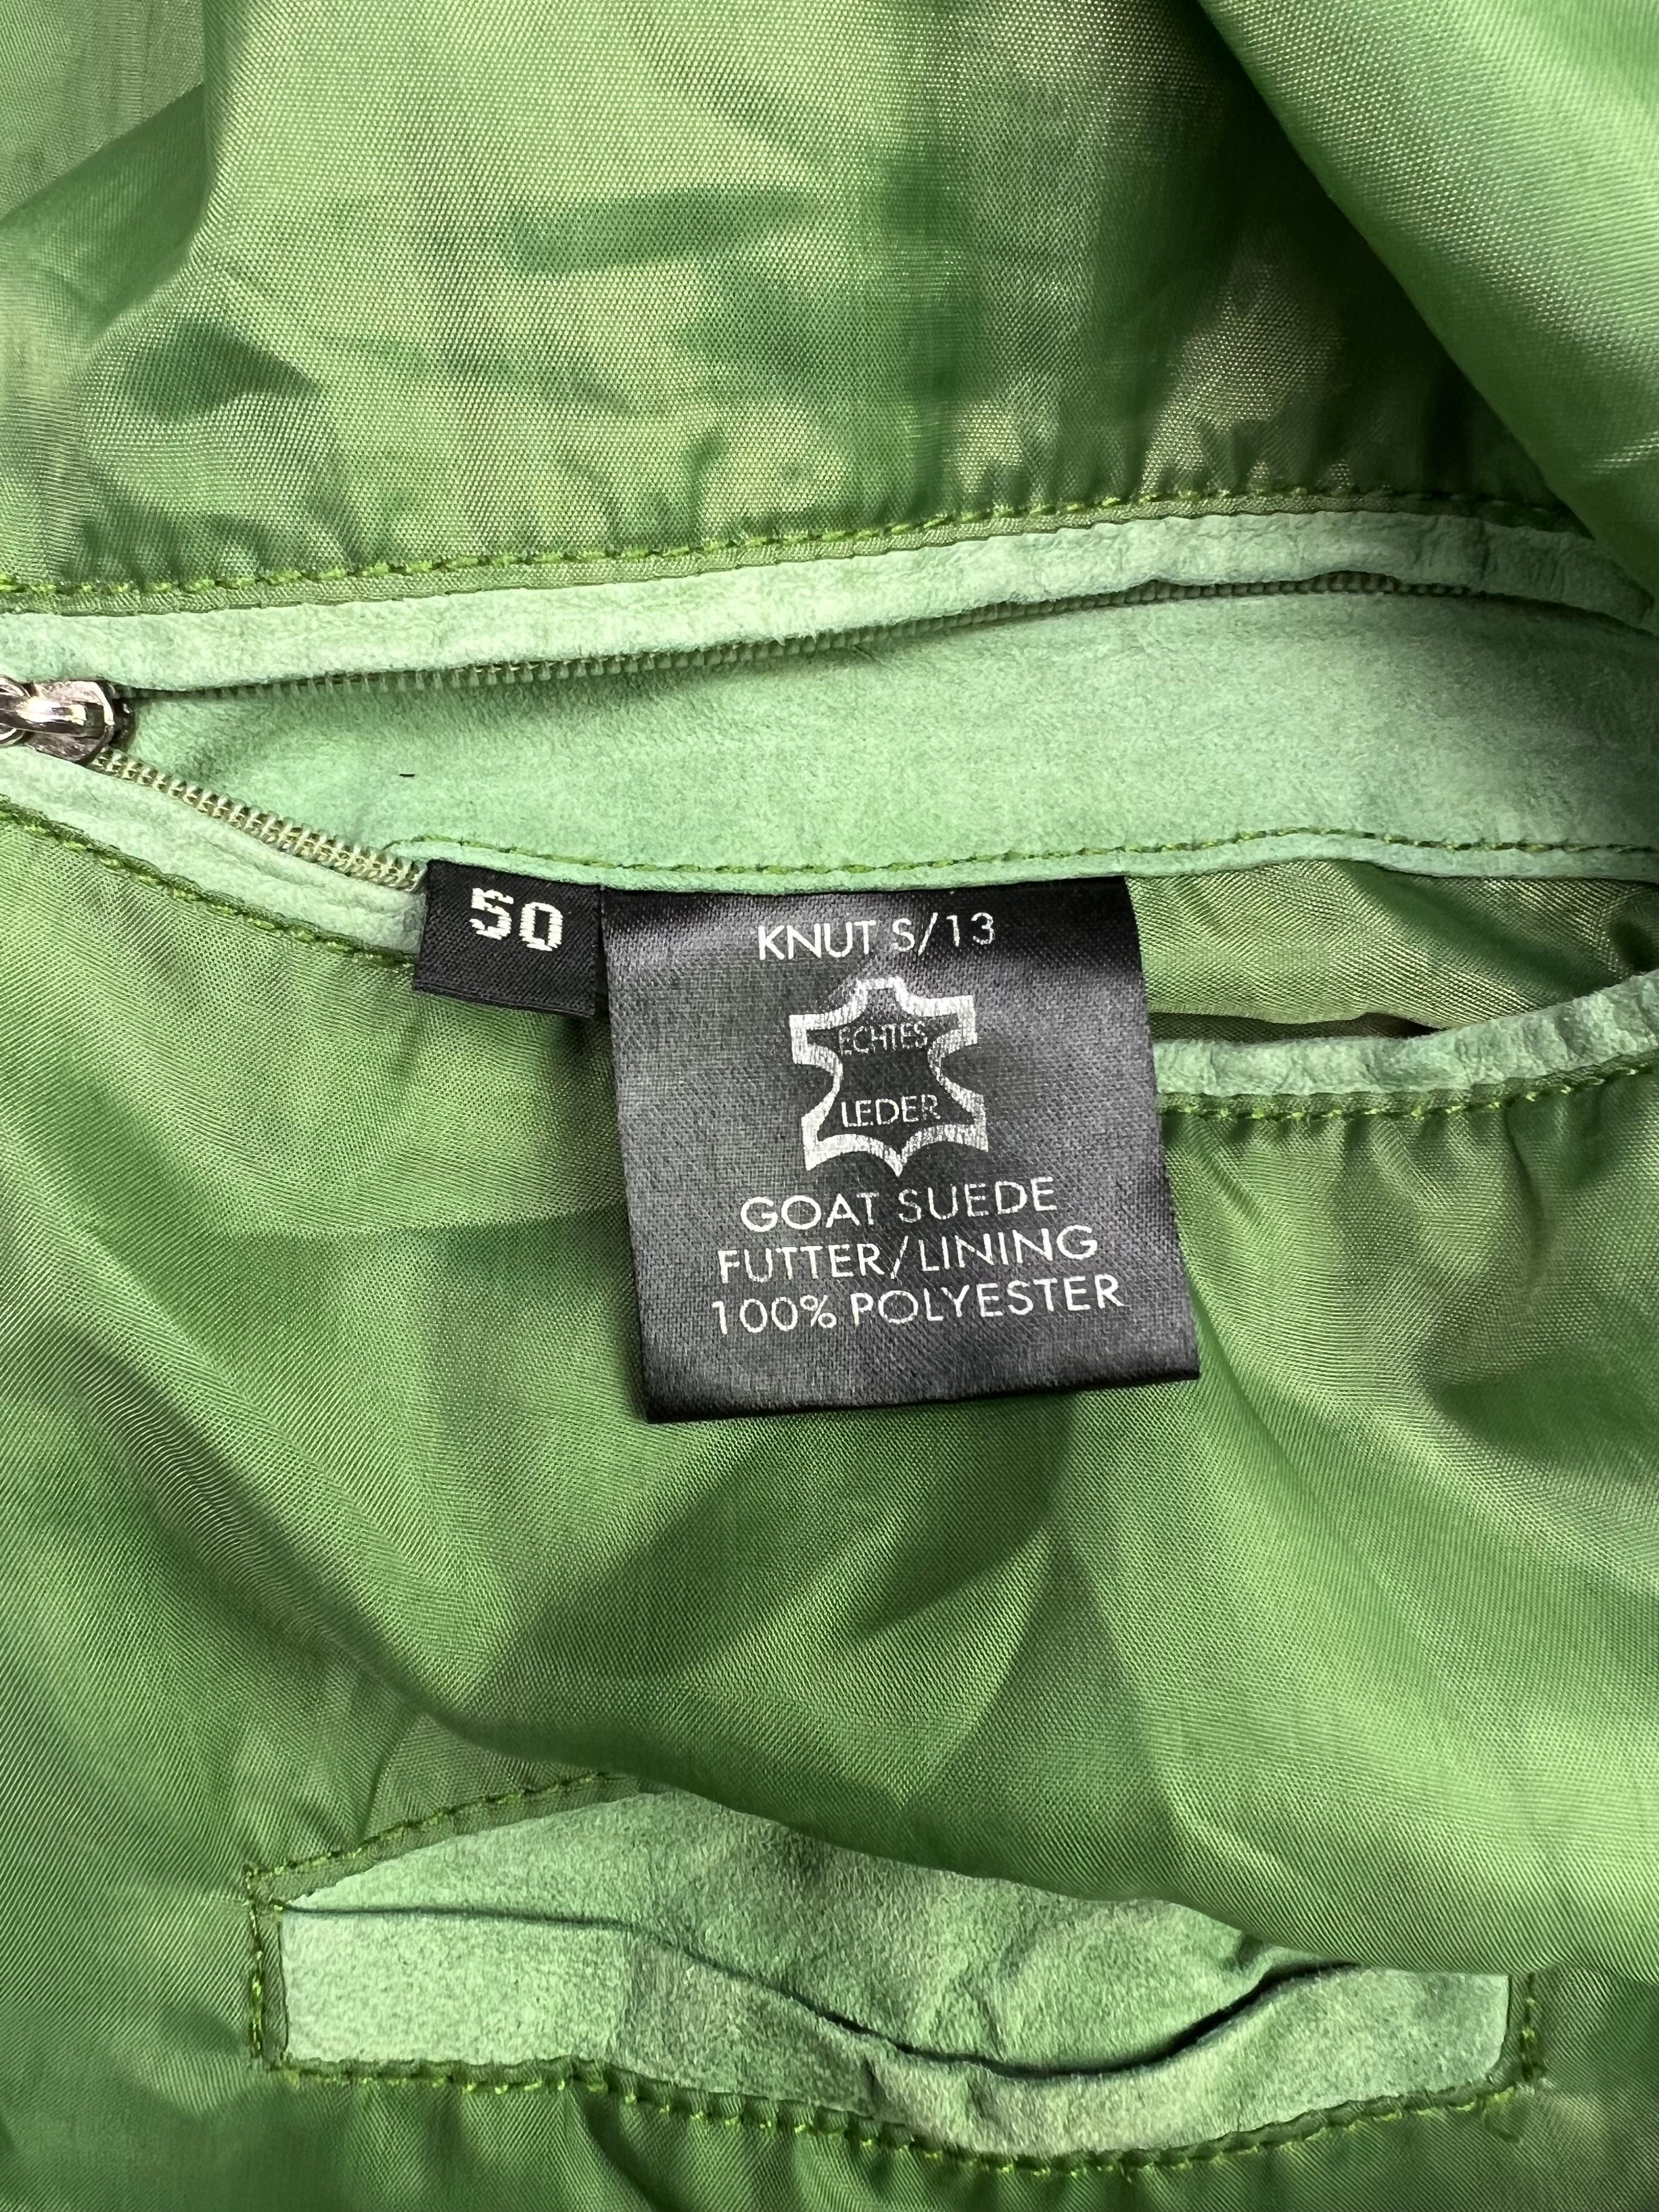 50
KNUT S/13
ECHTES
LEDER
GOAT SUEDE
FUTTER/LINING
100% POLYESTER